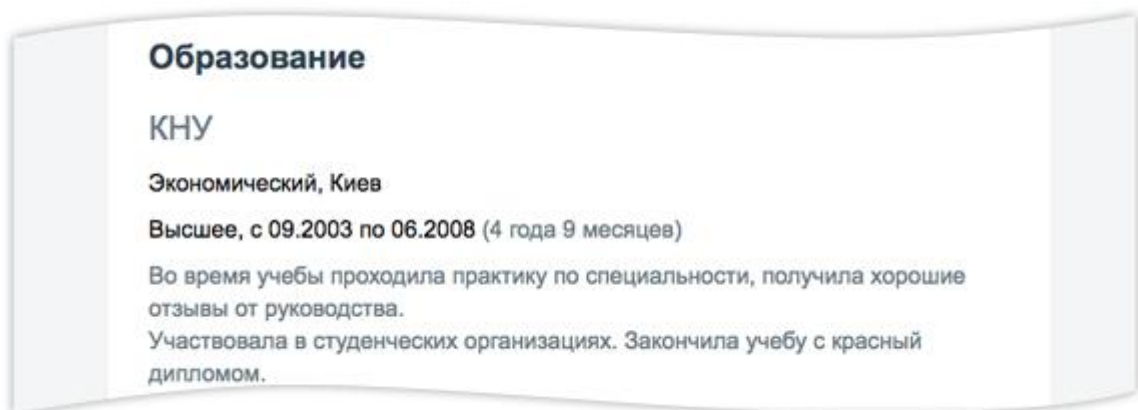 Образование
КНУ
Экономический, Киев
Высшее, с 09.2003 по 06.2008 (4 года 9 месяцев)
Во время учебы проходила практику по специальности, получила хорошие
отзывы от руководства.
Участвовала в студенческих организациях. Закончила учебу с красный
дипломом.